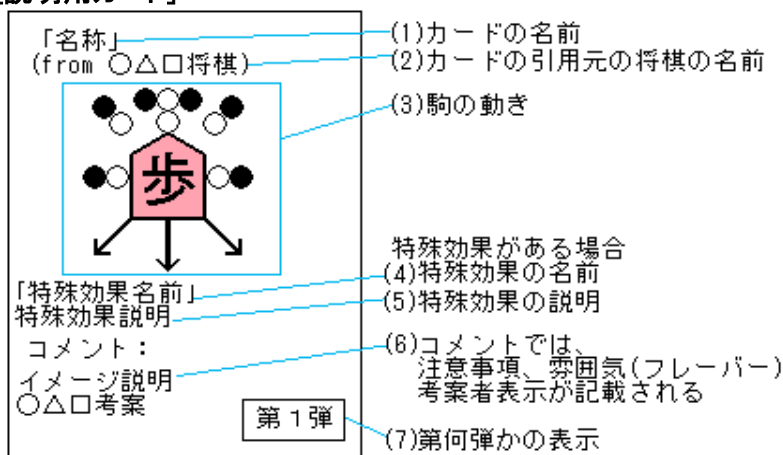 説明用カード」
「名称」
(from ○△□将棋)
歩
「特殊効果名前」
特殊効果説明
コメント：
イメージ説明
○△□考案
第１弾
(1)カードの名前
(2)カードの引用元の将棋の名前
(3)駒の動き
特殊効果がある場合
(4)特殊効果の名前
(5)特殊効果の説明
(6)コメントでは、
注意事項、雰囲気(フレーバー)
考案者表示が記載される
(7)第何弾かの表示